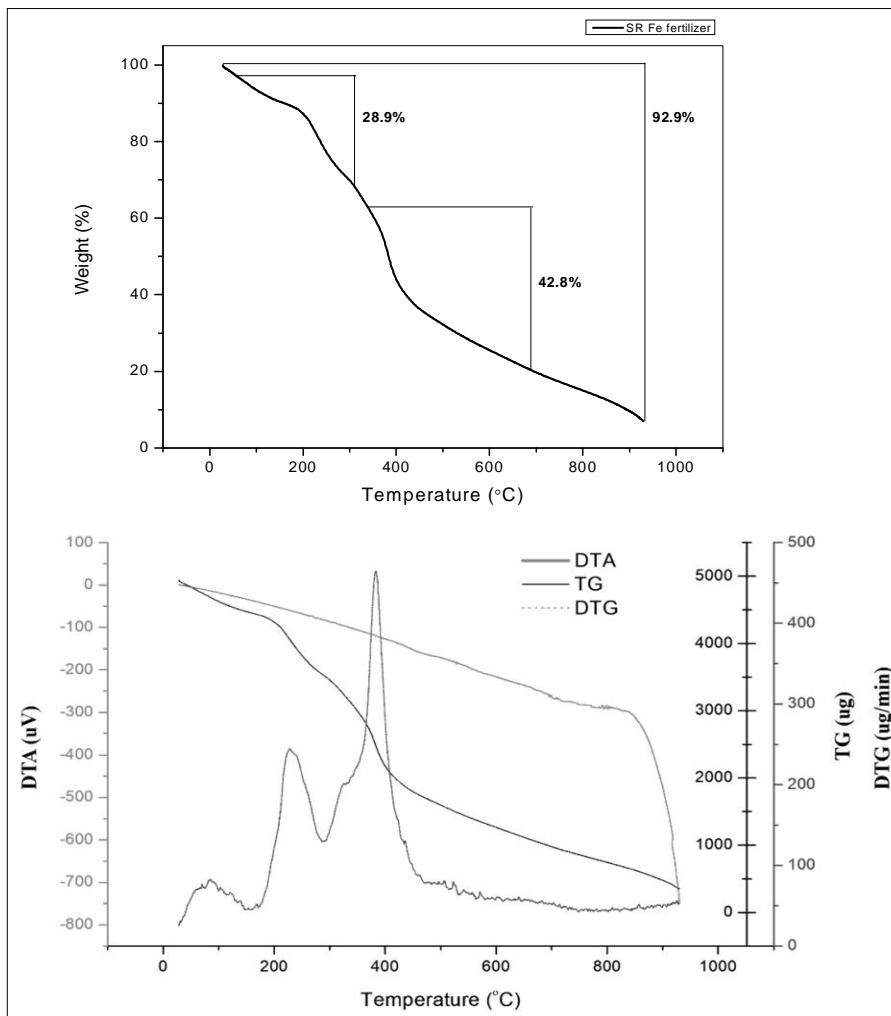 SR Fe fertilizer
100
80
60
40
20
0
Weight (%)
28.9%
92.9%
42.8%
0 200 400 600 800 1000
Temperature (°C)
100
0
-100
-200
-300
-400
-500
-600
-700
-800
DTA (uV)
DTA
TG
DTG
5000
4000
3000
2000
1000
0
TG (ug)
500
400
300
200
100
0
DTG (ug/min)
0 200 400 600 800 1000
Temperature (°C)